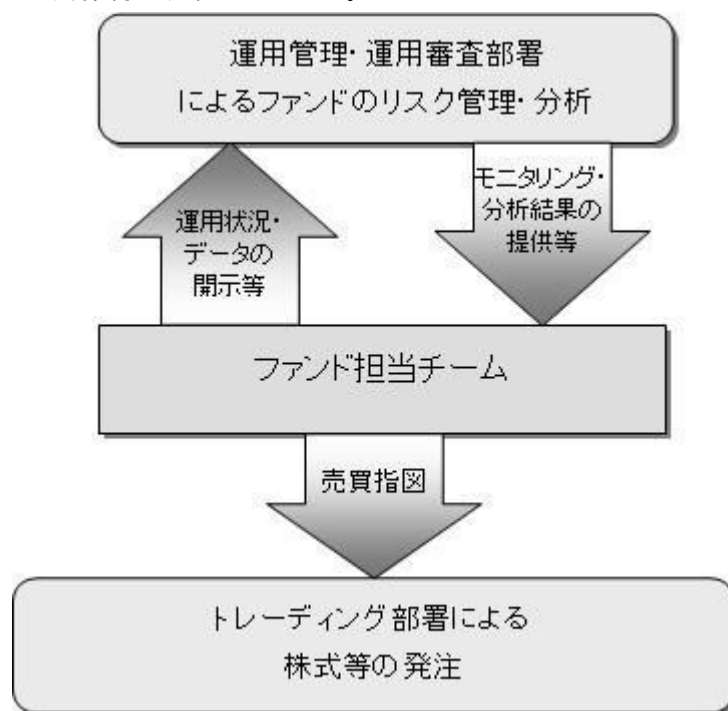 運用管理・運用審査部署
によるファンドのリスク管理・分析
運用状況・
データの
開示等
モニタリング・
分析結果の
提供等
ファンド担当チーム
売買指図
トレーディング部署による
株式等の発注